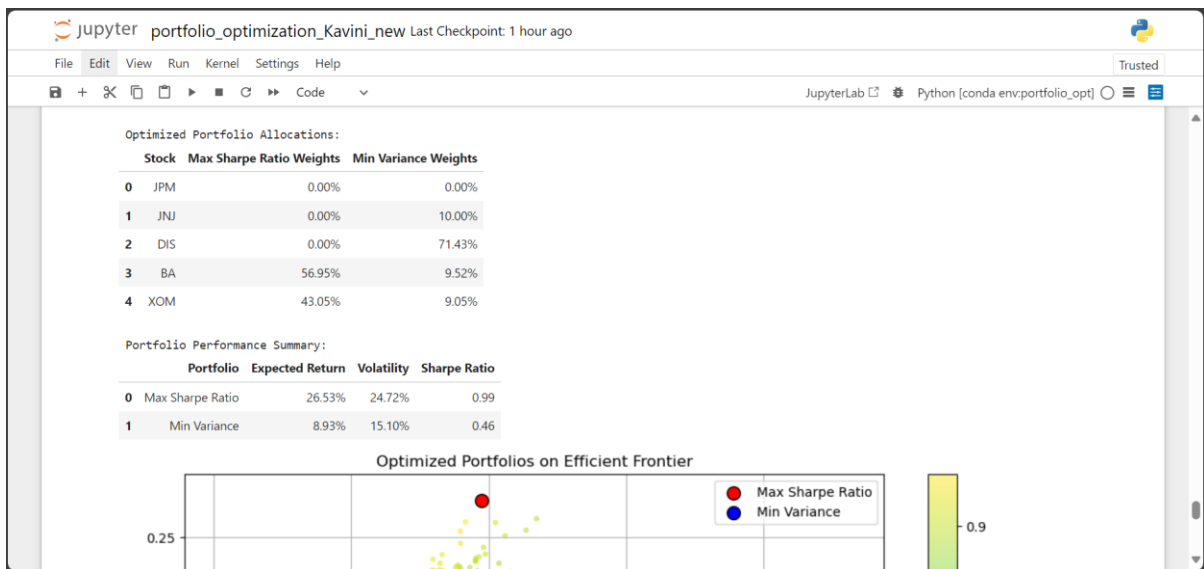 jupyter portfolio_optimization_Kavini_new Last Checkpoint: 1 hour ago
File Edit View Run Kernel Settings Help Trusted
Code JupyterLab Python [conda env:portfolio_opt]
Optimized Portfolio Allocations:
Stock Max Sharpe Ratio Weights Min Variance Weights
0 JPM 0.00% 0.00%
1 JNJ 0.00% 10.00%
2 DIS 0.00% 71.43%
3 BA 56.95% 9.52%
4 XOM 43.05% 9.05%
Portfolio Performance Summary:
Portfolio Expected Return Volatility Sharpe Ratio
0 Max Sharpe Ratio 26.53% 24.72% 0.99
1 Min Variance 8.93% 15.10% 0.46
Optimized Portfolios on Efficient Frontier
Max Sharpe Ratio
Min Variance
0.25
0.9